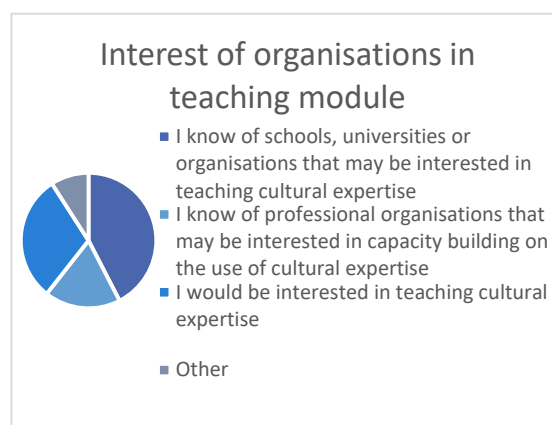 Interest of organisations in
teaching module
I know of schools, universities or
organisations that may be interested in
teaching cultural expertise
I know of professional organisations that
may be interested in capacity building on
the use of cultural expertise
I would be interested in teaching cultural
expertise
Other